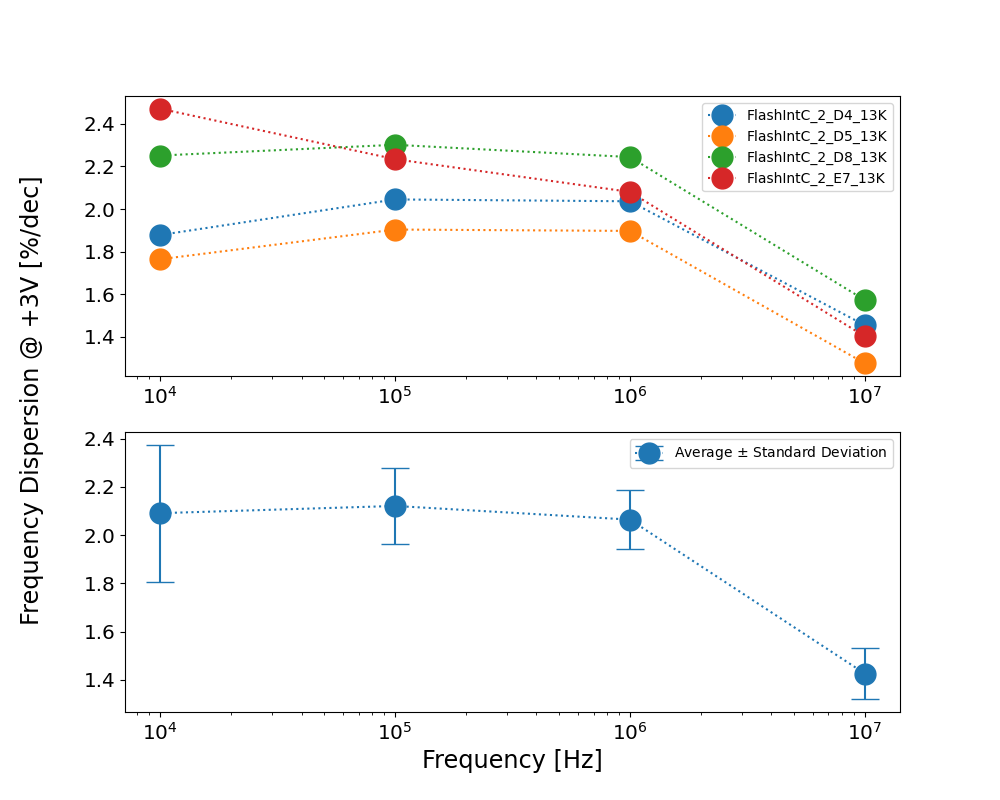 Frequency Dispersion @ +3V [%/dec]
2.4
2.2
2.0
1.8
1.6
1.4
FlashIntC_2_D4_13K
FlashIntC_2_D5_13K
FlashIntC_2_D8_13K
FlashIntC_2_E7_13K
10⁴ 10⁵ 10⁶ 10⁷
2.4
2.2
2.0
1.8
1.6
1.4
Average ± Standard Deviation
10⁴ 10⁵ 10⁶ 10⁷
Frequency [Hz]